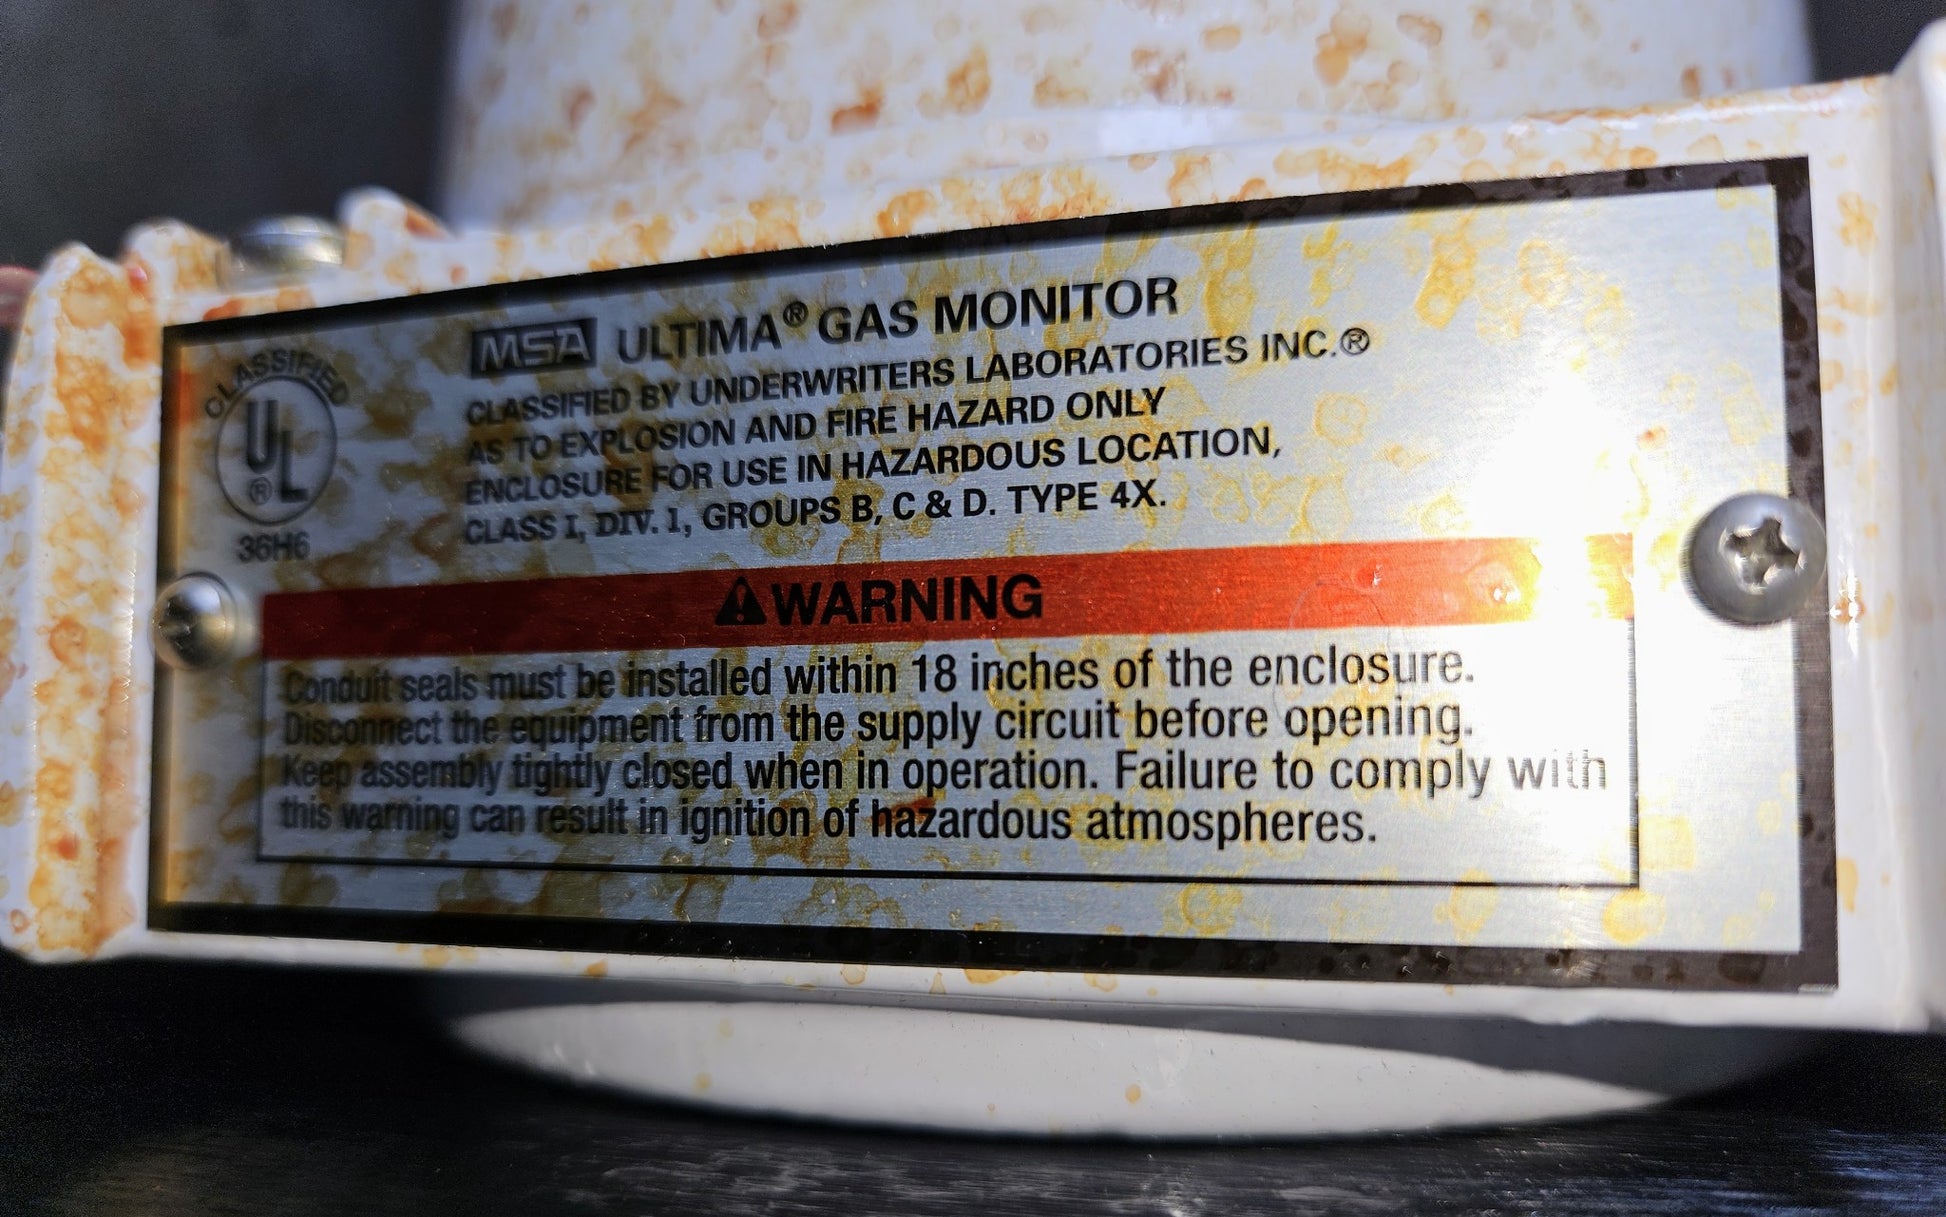 CLASSIFIED
UL®
36H6
MSA ULTIMA® GAS MONITOR
CLASSIFIED BY UNDERWRITERS LABORATORIES INC.®
AS TO EXPLOSION AND FIRE HAZARD ONLY
ENCLOSURE FOR USE IN HAZARDOUS LOCATION,
CLASS I, DIV. 1, GROUPS B, C & D. TYPE 4X.
WARNING
Conduit seals must be installed within 18 inches of the enclosure.
Disconnect the equipment from the supply circuit before opening.
Keep assembly tightly closed when in operation. Failure to comply with
this warning can result in ignition of hazardous atmospheres.